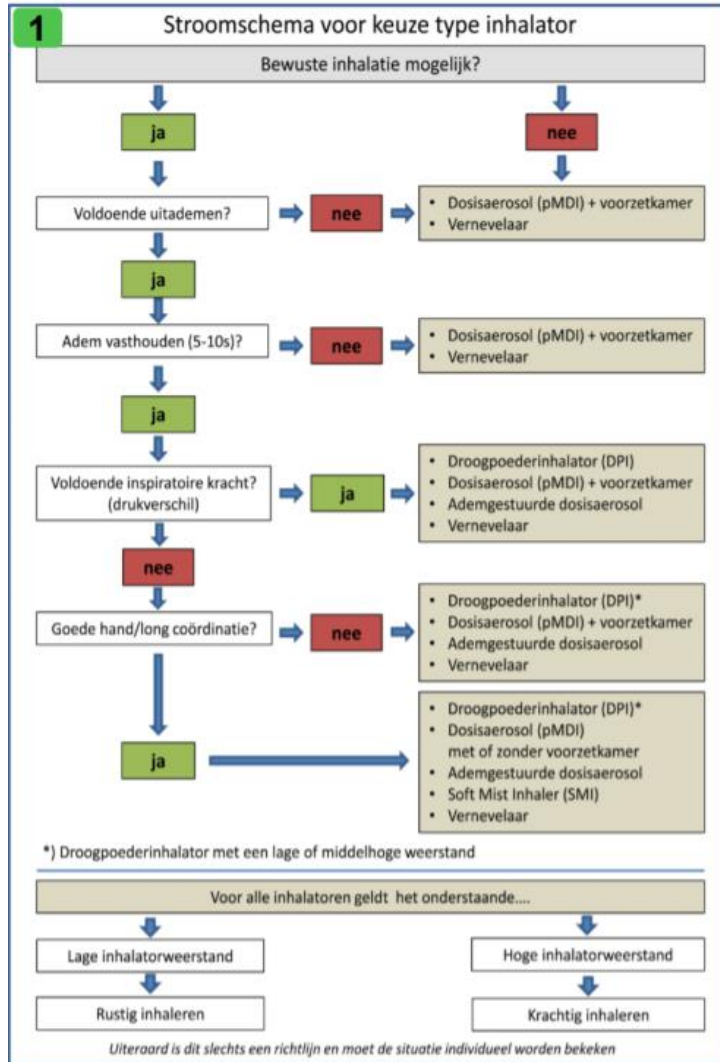 1
Stroomschema voor keuze type inhalator
Bewuste inhalatie mogelijk?
ja
nee
Voldoende uitademen?
nee
• Dosisaerosol (pMDI) + voorzetkamer
• Vernevelaar
ja
Adem vasthouden (5-10s)?
nee
• Dosisaerosol (pMDI) + voorzetkamer
• Vernevelaar
ja
Voldoende inspiratoire kracht?
(drukverschil)
ja
• Droogpoederinhalator (DPI)
• Dosisaerosol (pMDI) + voorzetkamer
• Ademgestuurde dosisaerosol
• Vernevelaar
nee
Goede hand/long coördinatie?
nee
• Droogpoederinhalator (DPI)*
• Dosisaerosol (pMDI) + voorzetkamer
• Ademgestuurde dosisaerosol
• Vernevelaar
ja
• Droogpoederinhalator (DPI)*
• Dosisaerosol (pMDI)
met of zonder voorzetkamer
• Ademgestuurde dosisaerosol
• Soft Mist Inhaler (SMI)
• Vernevelaar
*) Droogpoederinhalator met een lage of middelhoge weerstand
Voor alle inhalatoren geldt het onderstaande....
Lage inhalatorweerstand
Hoge inhalatorweerstand
Rustig inhaleren
Krachtig inhaleren
Uiteraard is dit slechts een richtlijn en moet de situatie individueel worden bekeken